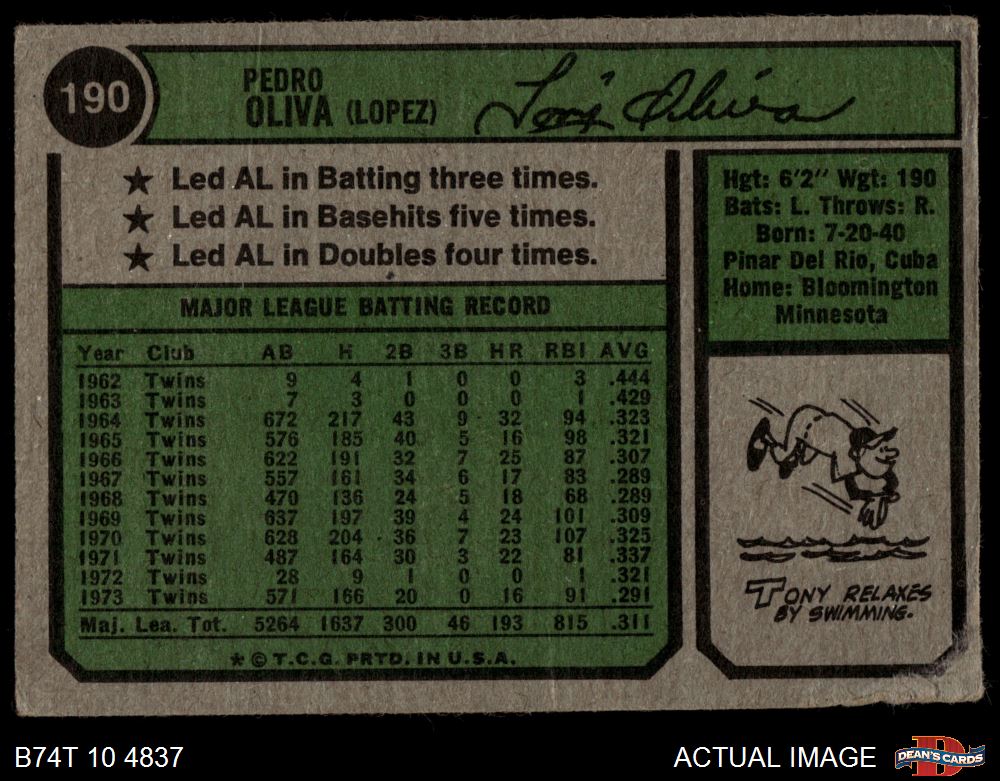 190
PEDRO
OLIVA (LOPEZ)
Tony Oliva
★ Led AL in Batting three times.
★ Led AL in Basehits five times.
★ Led AL in Doubles four times.
Hgt: 6'2" Wgt: 190
Bats: L. Throws: R.
Born: 7-20-40
Pinar Del Rio, Cuba
Home: Bloomington
Minnesota
MAJOR LEAGUE BATTING RECORD
Year Club AB H 2B 3B HR RBI AVG
1962 Twins 9 4 1 0 0 3 .444
1963 Twins 7 3 0 0 0 1 .429
1964 Twins 672 217 43 9 32 94 .323
1965 Twins 576 185 40 5 16 98 .321
1966 Twins 622 191 32 7 25 87 .307
1967 Twins 557 161 34 6 17 83 .289
1968 Twins 470 136 24 5 18 68 .289
1969 Twins 637 197 39 4 24 101 .309
1970 Twins 628 204 36 7 23 107 .325
1971 Twins 487 164 30 3 22 81 .337
1972 Twins 28 9 1 0 0 1 .321
1973 Twins 571 166 20 0 16 91 .291
Maj. Lea. Tot. 5264 1637 300 46 193 815 .311
★ © T.C.G. PRTD. IN U.S.A.
TONY RELAXES
BY SWIMMING.
B74T 10 4837
ACTUAL IMAGE
D
DEAN'S CARDS